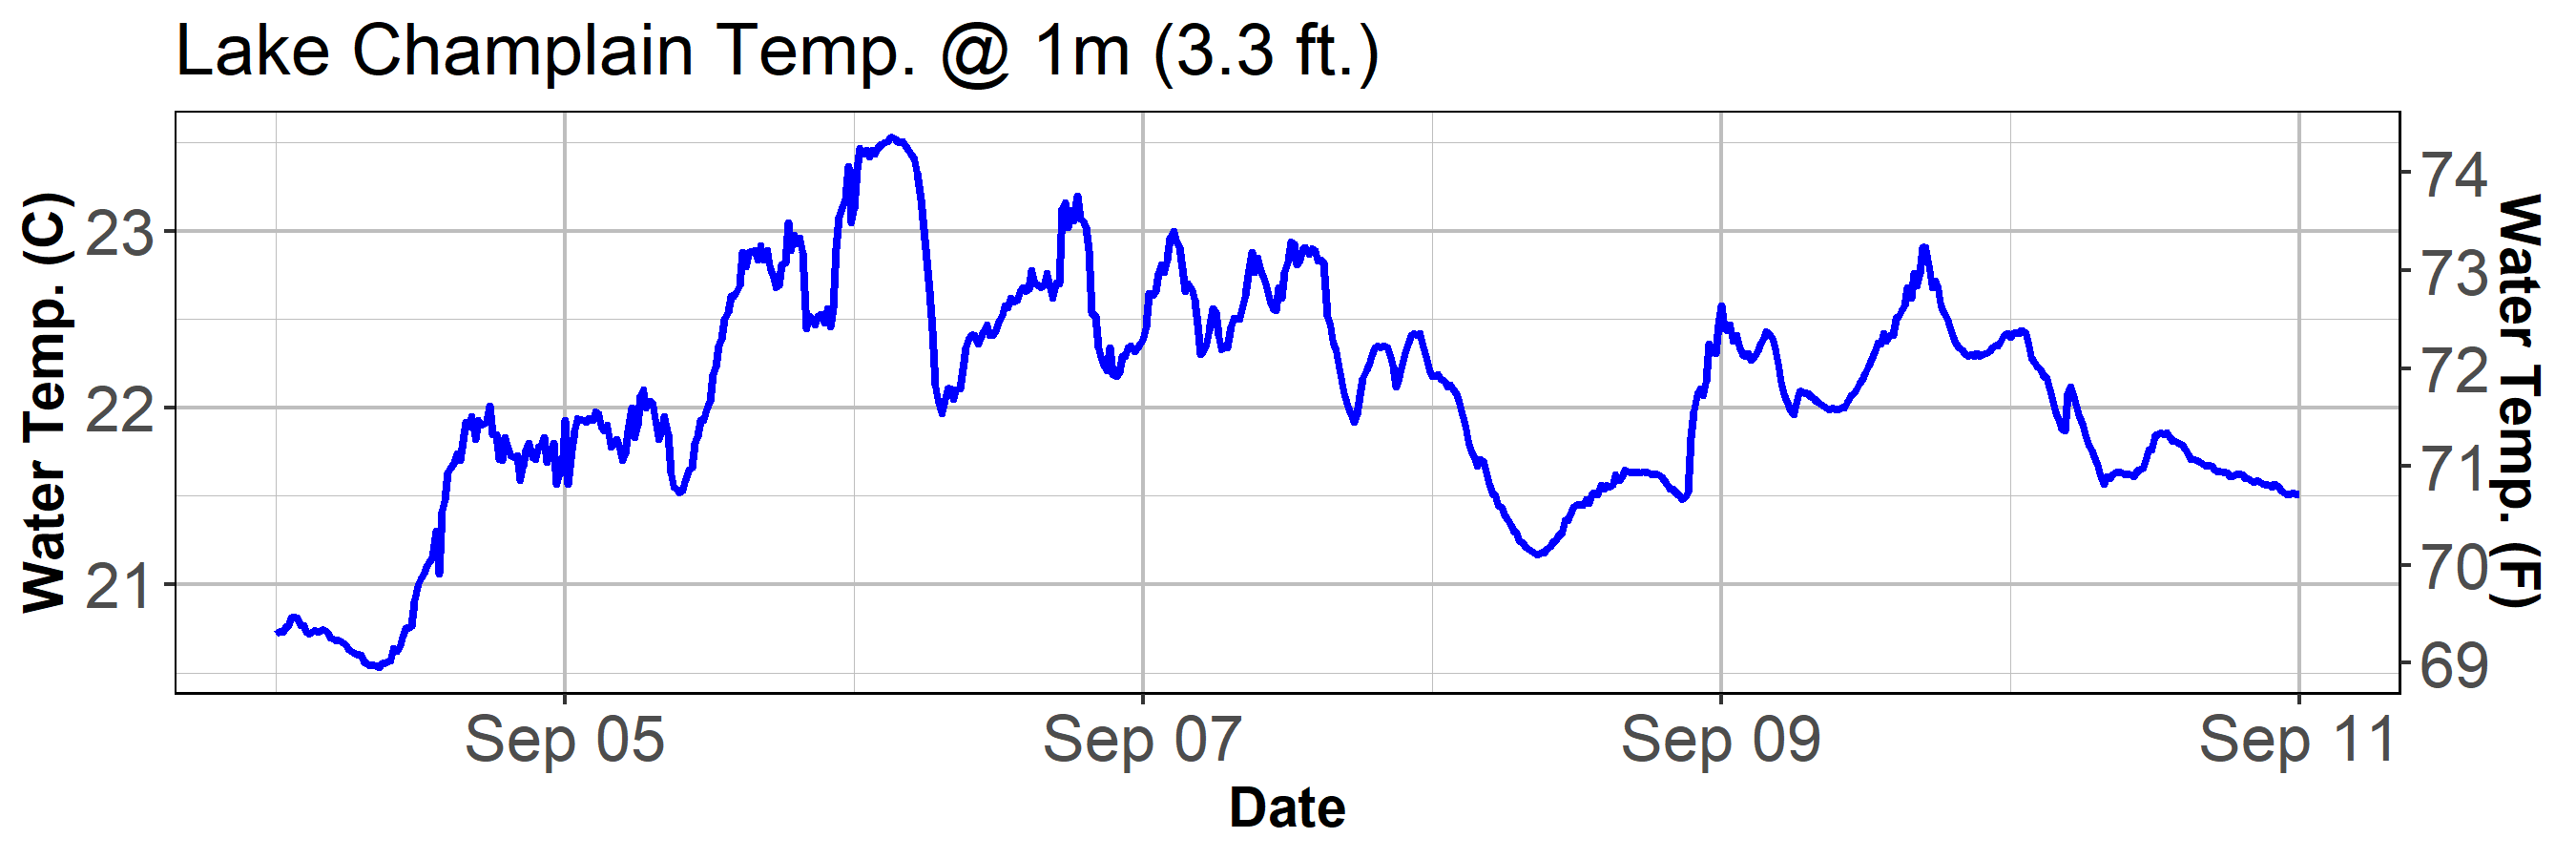 Lake Champlain Temp. @ 1m (3.3 ft.)
Water Temp. (C)
23
22
21
74
73
72
71
70
69
Water Temp. (F)
Sep 05 Sep 07 Sep 09 Sep 11
Date